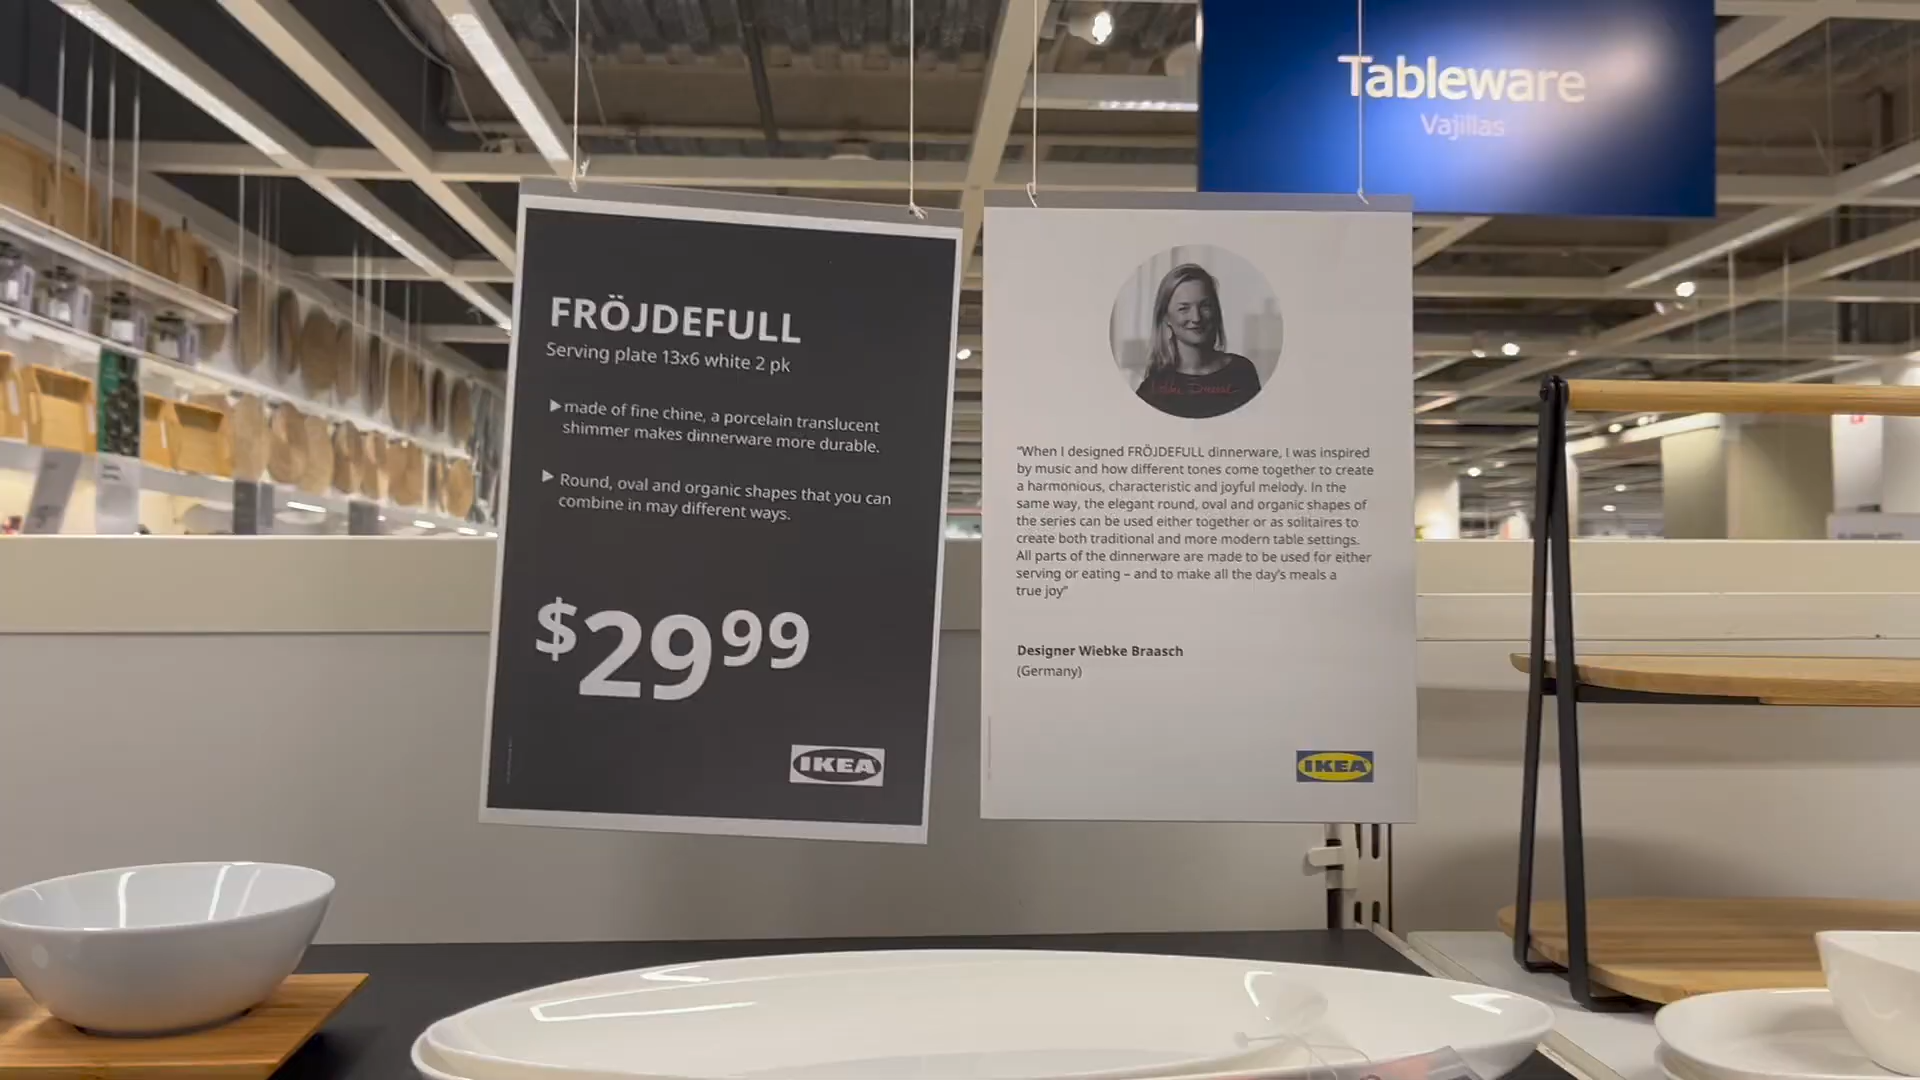 Tableware
Vajillas
FRÖJDEFULL
Serving plate 13x6 white 2 pk
▶made of fine chine, a porcelain translucent
shimmer makes dinnerware more durable.
▶ Round, oval and organic shapes that you can
combine in may different ways.
$29⁹⁹
IKEA
“When I designed FRÖJDEFULL dinnerware, I was inspired
by music and how different tones come together to create
a harmonious, characteristic and joyful melody. In the
same way, the elegant round, oval and organic shapes of
the series can be used either together or as solitaires to
create both traditional and more modern table settings.
All parts of the dinnerware are made to be used for either
serving or eating – and to make all the day’s meals a
true joy”
Designer Wiebke Braasch
(Germany)
IKEA